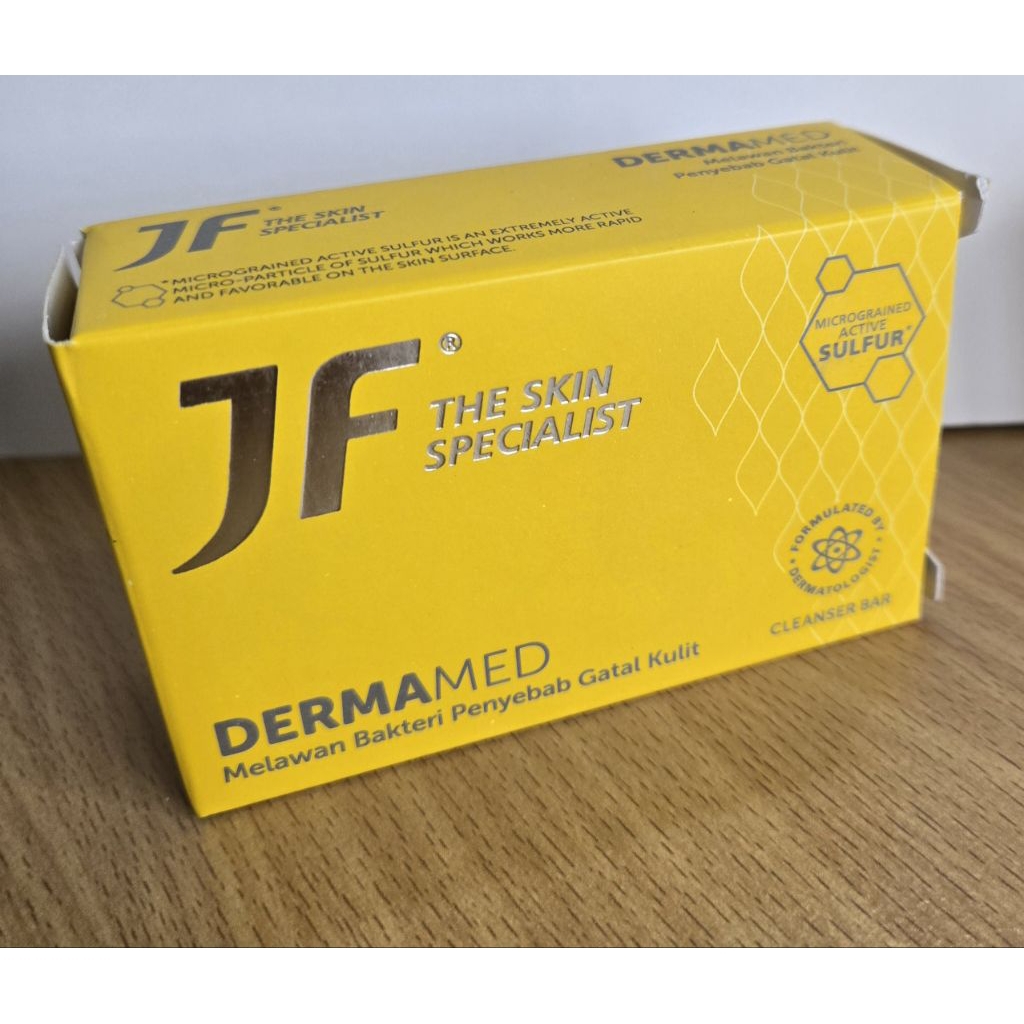 JF® THE SKIN
SPECIALIST
DERMAMED
Melawan Bakteri
Penyebab Gatal Kulit
*MICROGRAINED ACTIVE SULFUR IS AN EXTREMELY ACTIVE
MICRO-PARTICLE OF SULFUR WHICH WORKS MORE RAPID
AND FAVORABLE ON THE SKIN SURFACE.
JF® THE SKIN
SPECIALIST
MICROGRAINED
ACTIVE
SULFUR*
FORMULATED BY
DERMATOLOGIST
CLEANSER BAR
DERMAMED
Melawan Bakteri Penyebab Gatal Kulit